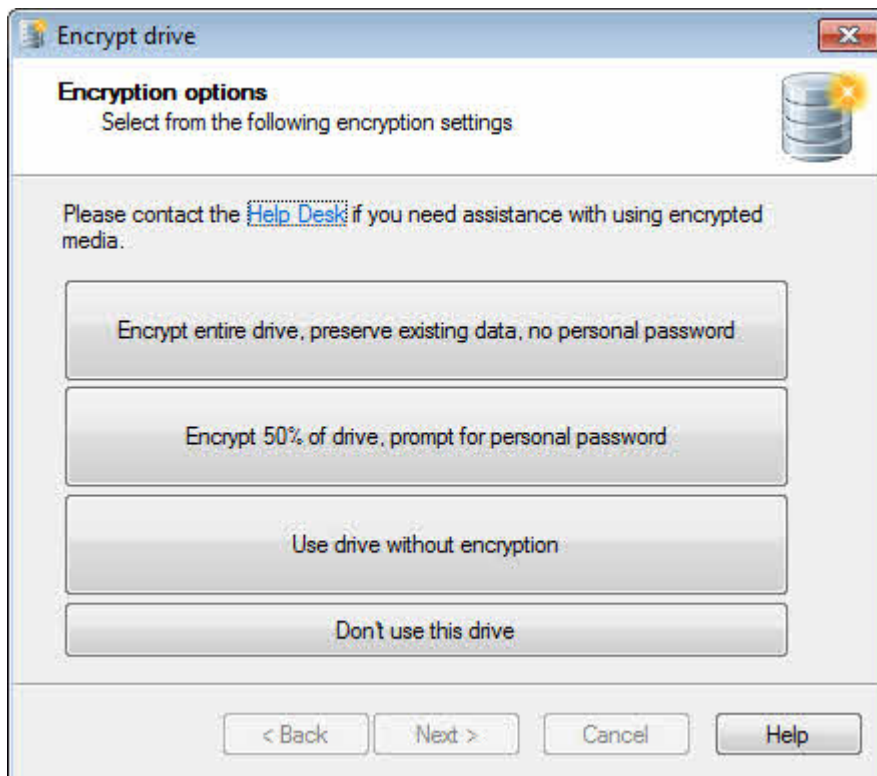 Encrypt drive
Encryption options
Select from the following encryption settings
Please contact the Help Desk if you need assistance with using encrypted
media.
Encrypt entire drive, preserve existing data, no personal password
Encrypt 50% of drive, prompt for personal password
Use drive without encryption
Don't use this drive
< Back Next > Cancel Help